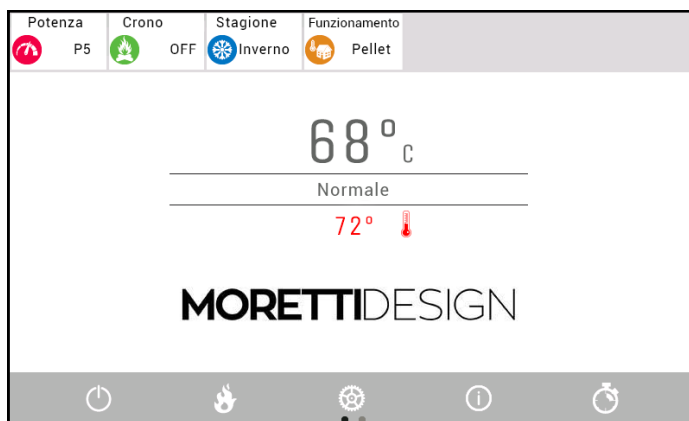 Potenza
P5
Crono
OFF
Stagione
Inverno
Funzionamento
Pellet
68°C
Normale
72°
MORETTIDESIGN